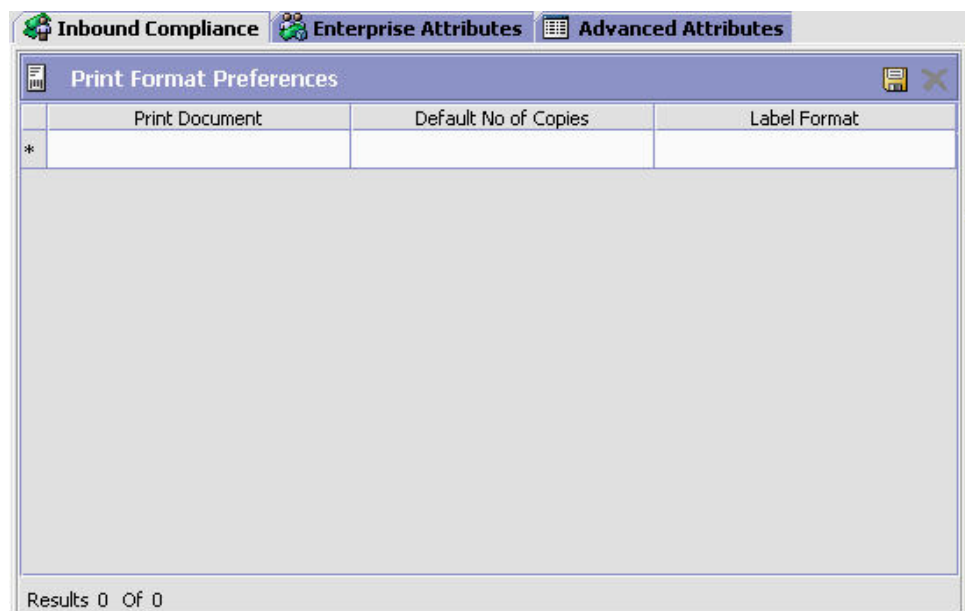 Inbound Compliance Enterprise Attributes Advanced Attributes
Print Format Preferences
Print Document Default No of Copies Label Format
*
Results 0 Of 0